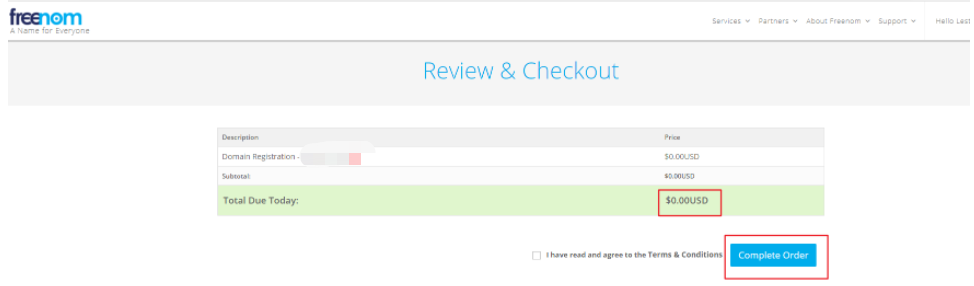 freenom
A Name for Everyone
Services Partners About Freenom Support Hello Lest
Review & Checkout
Description Price
Domain Registration - $0.00USD
Subtotal: $0.00USD
Total Due Today: $0.00USD
I have read and agree to the Terms & Conditions Complete Order